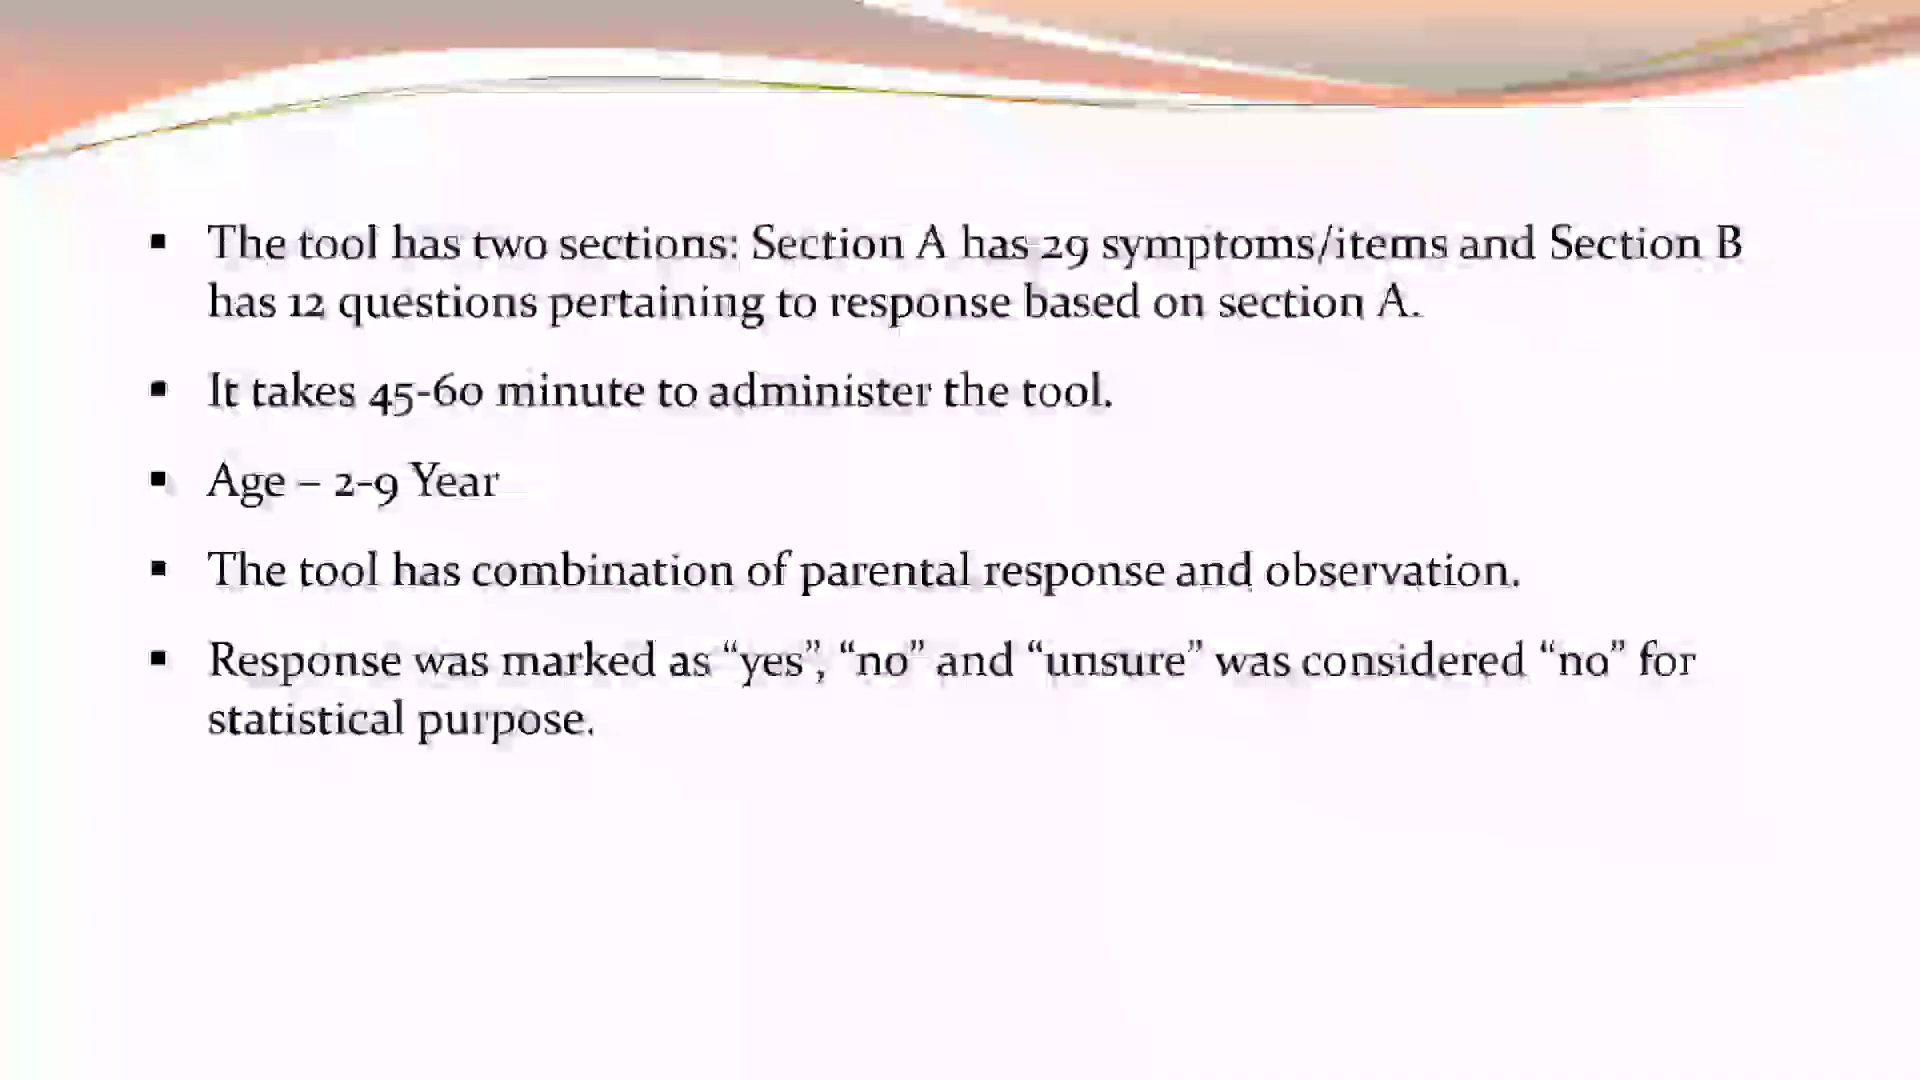 ▪ The tool has two sections: Section A has 29 symptoms/items and Section B
has 12 questions pertaining to response based on section A.
▪ It takes 45-60 minute to administer the tool.
▪ Age – 2-9 Year
▪ The tool has combination of parental response and observation.
▪ Response was marked as “yes”, “no” and “unsure” was considered “no” for
statistical purpose.